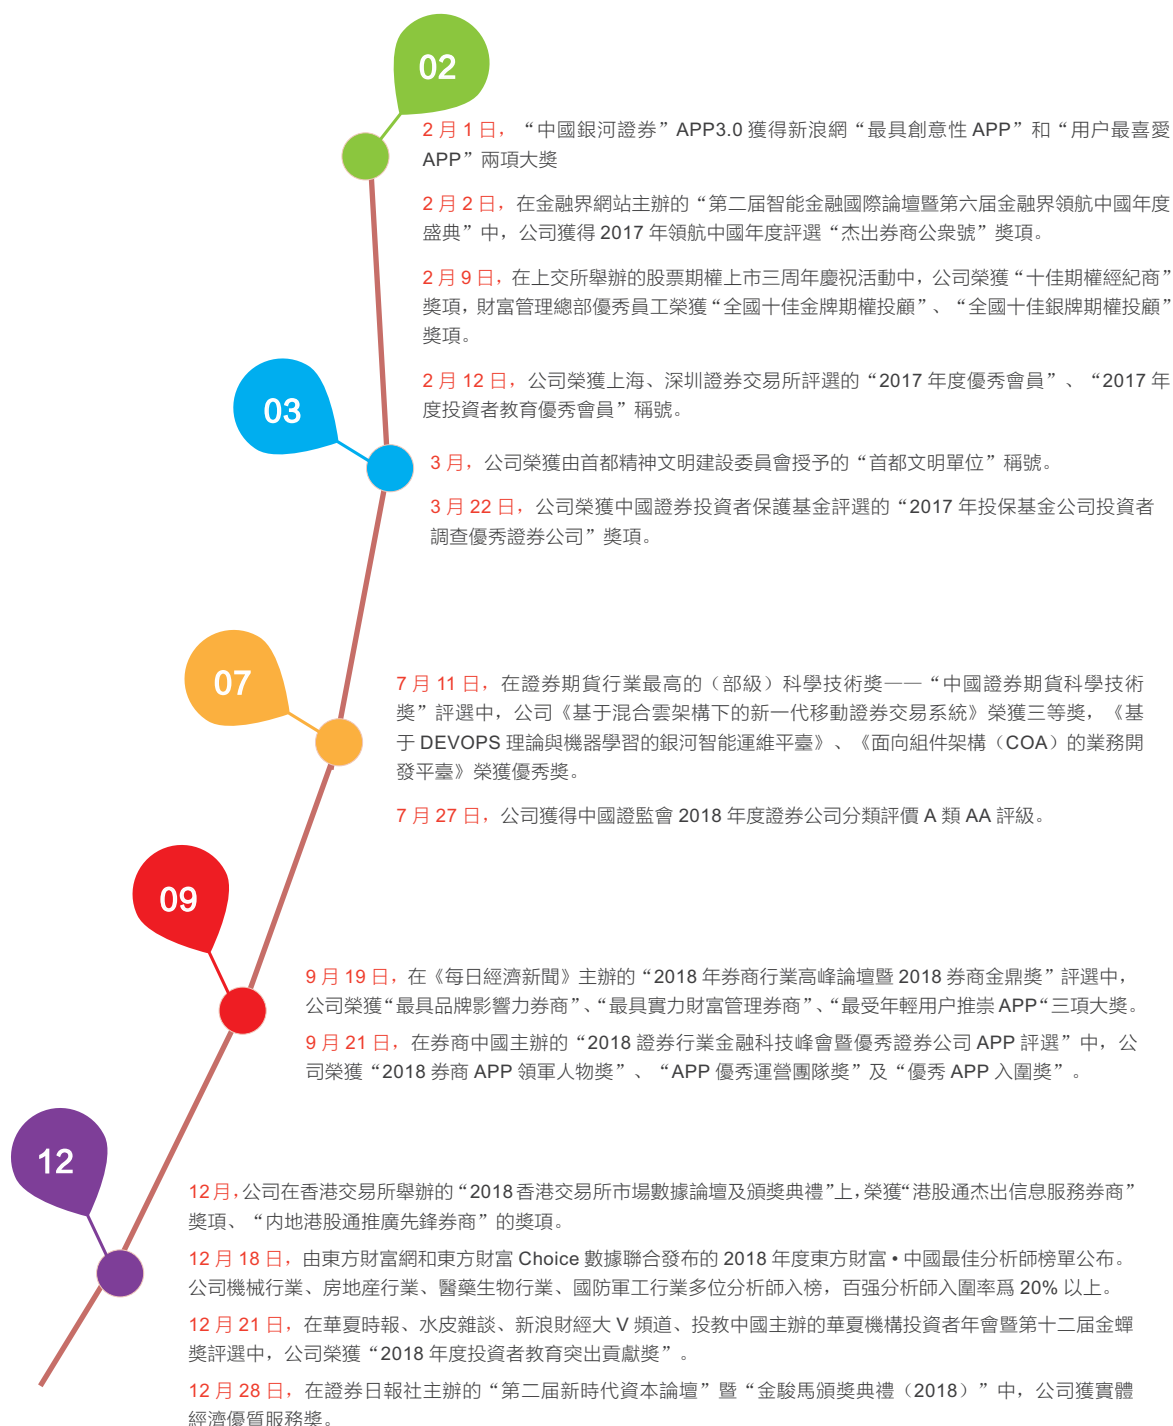 02
2 月 1 日，“中國銀河證券”APP3.0 獲得新浪網“最具創意性 APP”和“用户最喜愛
APP”兩項大獎
2 月 2 日，在金融界網站主辦的“第二届智能金融國際論壇暨第六届金融界領航中國年度
盛典”中，公司獲得 2017 年領航中國年度評選“杰出券商公衆號”獎項。
2 月 9 日，在上交所舉辦的股票期權上市三周年慶祝活動中，公司榮獲“十佳期權經紀商”
獎項，財富管理總部優秀員工榮獲“全國十佳金牌期權投顧”、“全國十佳銀牌期權投顧”
獎項。
2 月 12 日，公司榮獲上海、深圳證券交易所評選的“2017 年度優秀會員”、“2017 年
度投資者教育優秀會員”稱號。
03
3 月，公司榮獲由首都精神文明建設委員會授予的“首都文明單位”稱號。
3 月 22 日，公司榮獲中國證券投資者保護基金評選的“2017 年投保基金公司投資者
調查優秀證券公司”獎項。
07
7 月 11 日，在證券期貨行業最高的（部級）科學技術獎——“中國證券期貨科學技術
獎”評選中，公司《基于混合雲架構下的新一代移動證券交易系統》榮獲三等獎，《基
于 DEVOPS 理論與機器學習的銀河智能運維平臺》、《面向組件架構（COA）的業務開
發平臺》榮獲優秀獎。
7 月 27 日，公司獲得中國證監會 2018 年度證券公司分類評價 A 類 AA 評級。
09
9 月 19 日，在《每日經濟新聞》主辦的“2018 年券商行業高峰論壇暨 2018 券商金鼎獎”評選中，
公司榮獲“最具品牌影響力券商”、“最具實力財富管理券商”、“最受年輕用户推崇 APP“三項大獎。
9 月 21 日，在券商中國主辦的“2018 證券行業金融科技峰會暨優秀證券公司 APP 評選”中，公
司榮獲“2018 券商 APP 領軍人物獎”、“APP 優秀運營團隊獎”及“優秀 APP 入圍獎”。
12
12 月，公司在香港交易所舉辦的“2018 香港交易所市場數據論壇及頒獎典禮”上，榮獲“港股通杰出信息服務券商”
獎項、“内地港股通推廣先鋒券商”的獎項。
12 月 18 日，由東方財富網和東方財富 Choice 數據聯合發布的 2018 年度東方財富 • 中國最佳分析師榜單公布。
公司機械行業、房地産行業、醫藥生物行業、國防軍工行業多位分析師入榜，百强分析師入圍率爲 20% 以上。
12 月 21 日，在華夏時報、水皮雜談、新浪財經大 V 頻道、投教中國主辦的華夏機構投資者年會暨第十二届金蟬
獎評選中，公司榮獲“2018 年度投資者教育突出貢獻獎”。
12 月 28 日，在證券日報社主辦的“第二届新時代資本論壇”暨“金駿馬頒獎典禮（2018）”中，公司獲實體
經濟優質服務獎。